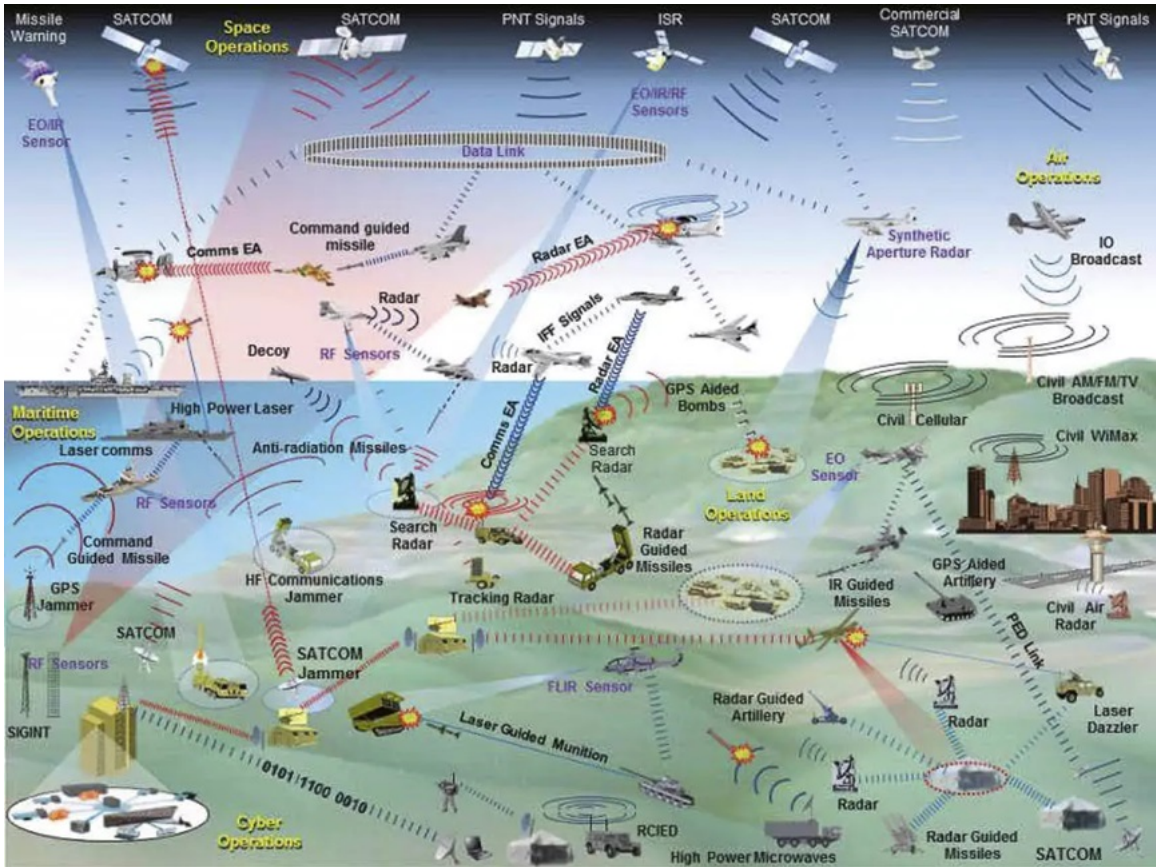 Missile
Warning
SATCOM
Space
Operations
SATCOM
PNT Signals
ISR
SATCOM
Commercial
SATCOM
PNT Signals
EO/IR
Sensor
EO/IR/RF
Sensors
Data Link
Air
Operations
Comms EA
Command guided
missile
Radar EA
Synthetic
Aperture Radar
IO
Broadcast
Radar
RF Sensors
IFF Signals
Decoy
Radar
Radar EA
GPS Aided
Bombs
Civil Cellular
Civil AM/FM/TV
Broadcast
Maritime
Operations
High Power Laser
Laser comms
Anti-radiation Missiles
Comms EA
Search
Radar
EO
Sensor
Civil WiMax
RF Sensors
Land
Operations
Command
Guided Missile
Search
Radar
Radar
Guided
Missiles
GPS
Jammer
HF Communications
Jammer
Tracking Radar
IR Guided
Missiles
GPS Aided
Artillery
Civil Air
Radar
SATCOM
RF Sensors
SATCOM
Jammer
FLIR Sensor
PED Link
SIGINT
Radar Guided
Artillery
Radar
Laser
Dazzler
Laser Guided Munition
0101/1100 0010
Radar
Cyber
Operations
RCIED
High Power Microwaves
Radar Guided
Missiles
SATCOM